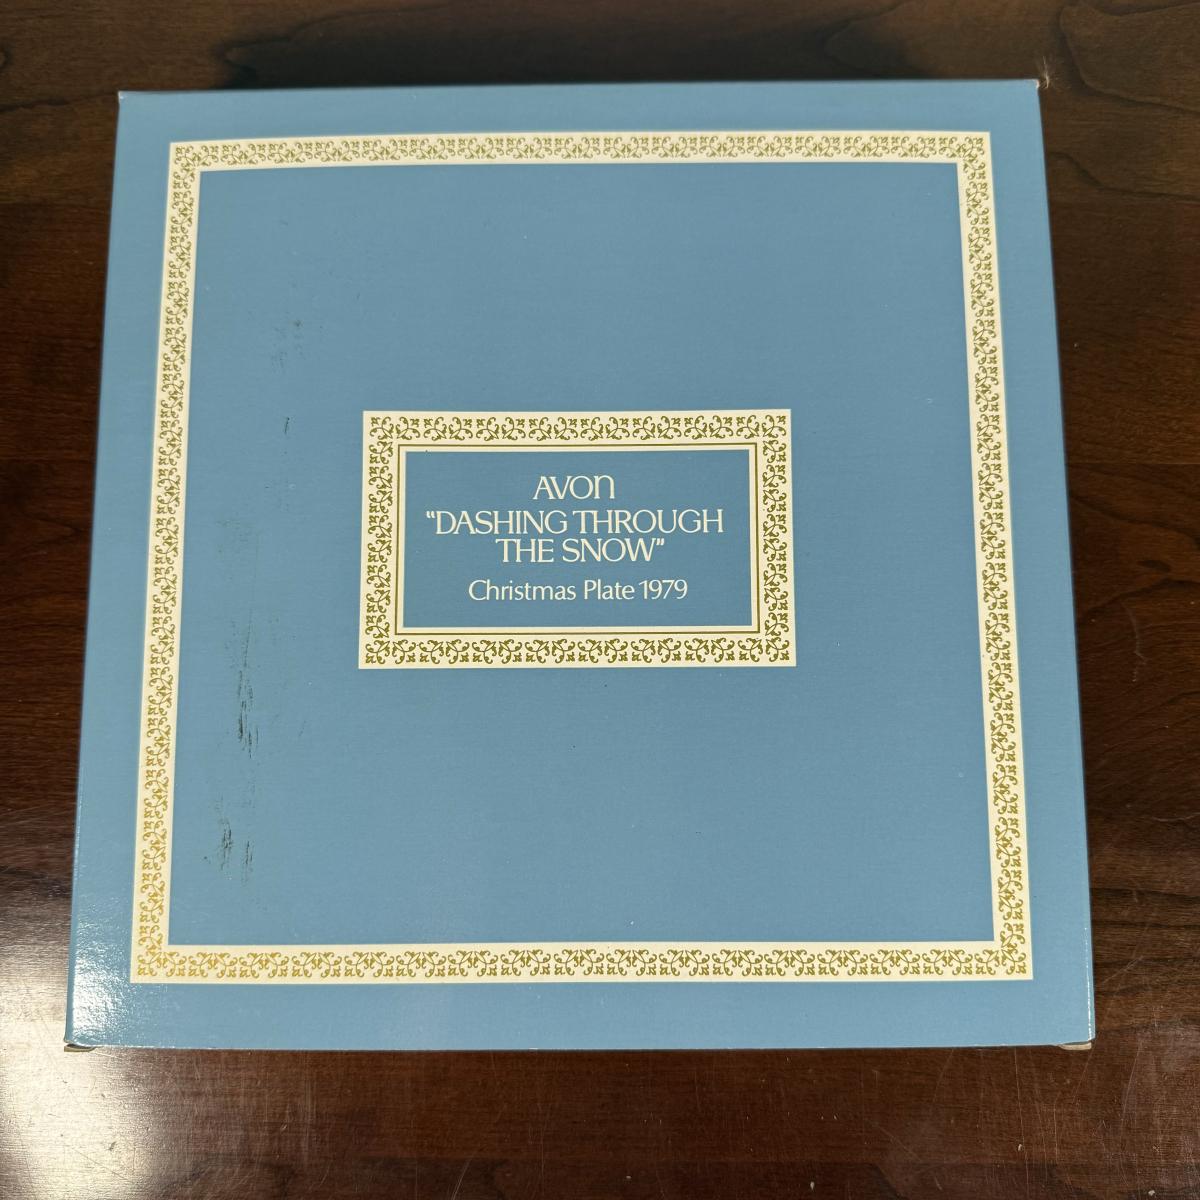 AVON
“DASHING THROUGH
THE SNOW”
Christmas Plate 1979